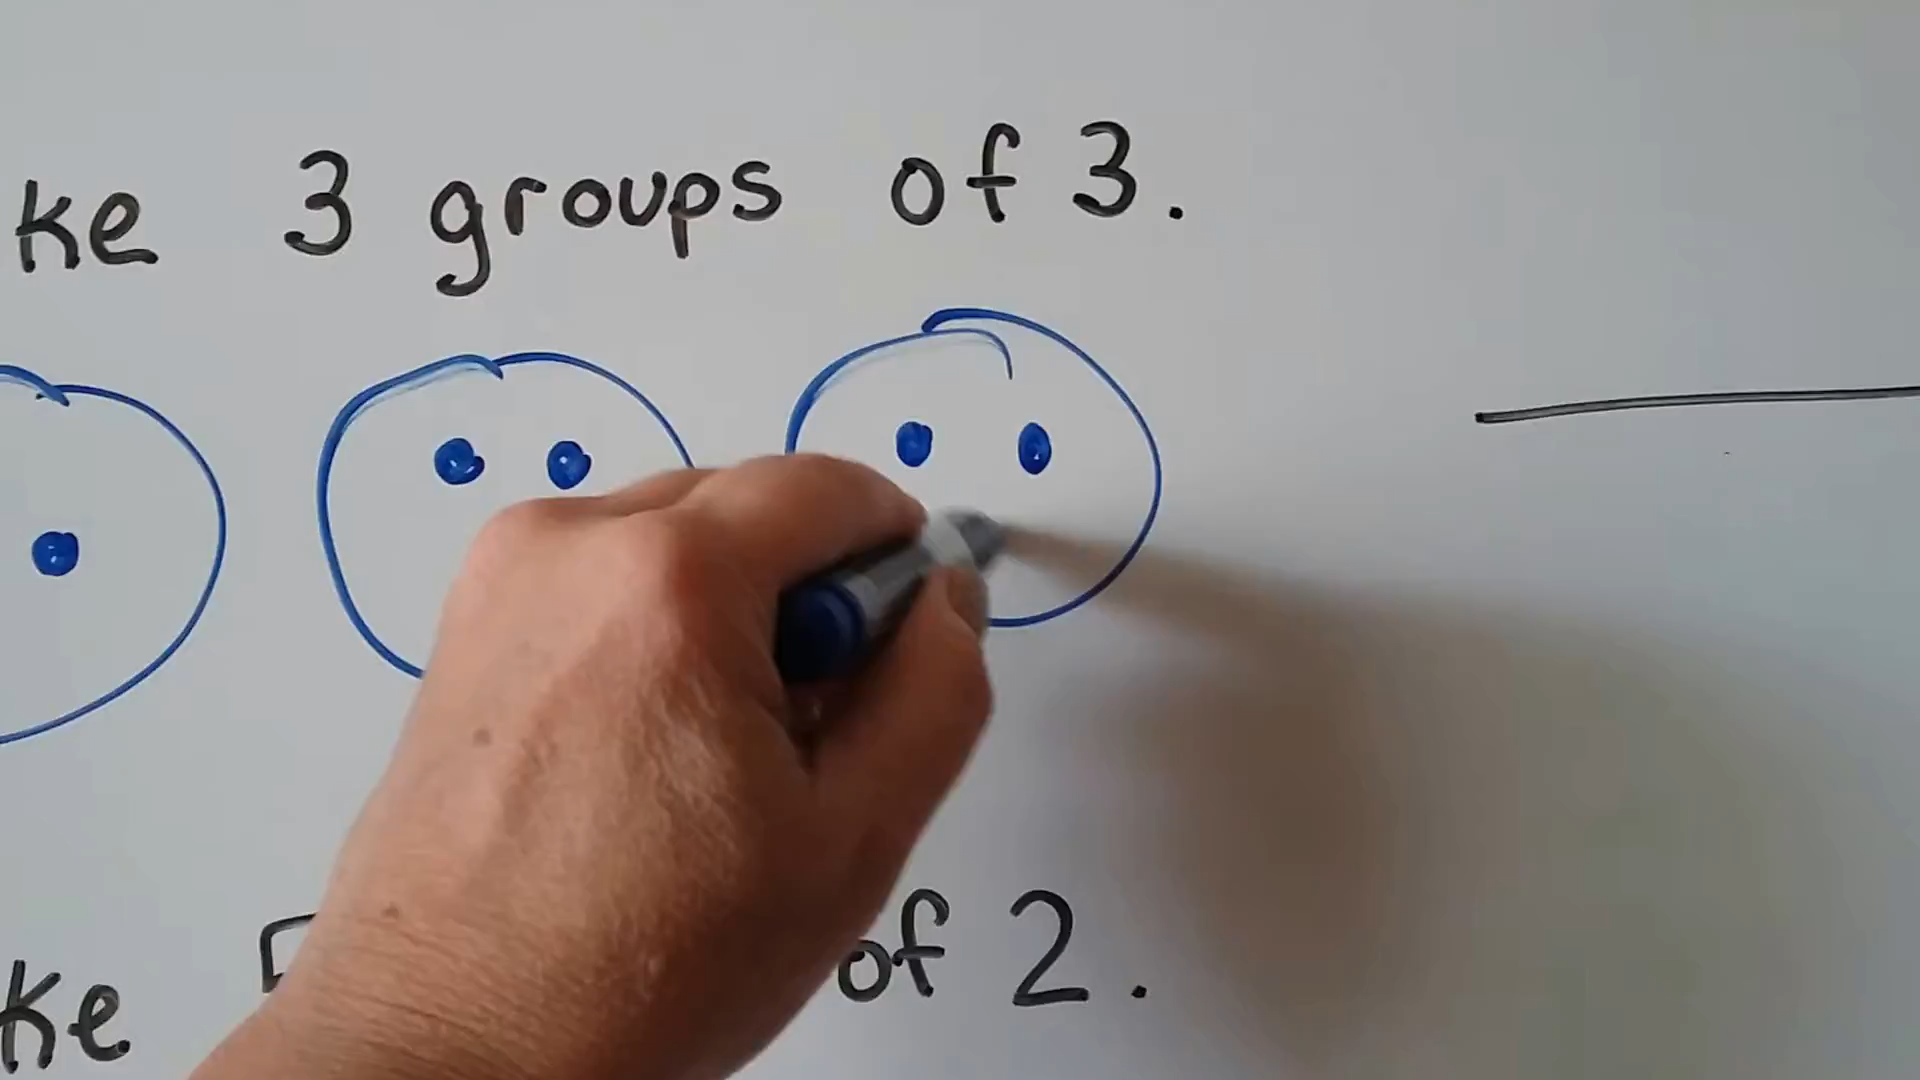 ke 3 groups of 3.
ke of 2.